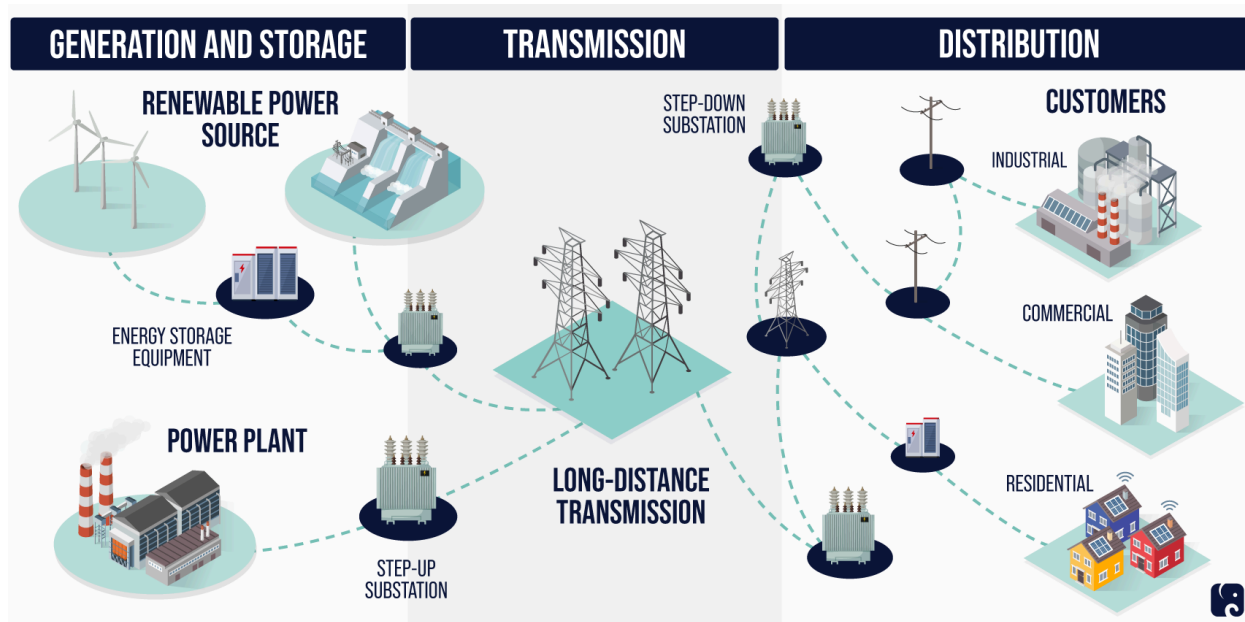 GENERATION AND STORAGE
TRANSMISSION
DISTRIBUTION
RENEWABLE POWER
SOURCE
STEP-DOWN
SUBSTATION
CUSTOMERS
INDUSTRIAL
ENERGY STORAGE
EQUIPMENT
COMMERCIAL
POWER PLANT
LONG-DISTANCE
TRANSMISSION
RESIDENTIAL
STEP-UP
SUBSTATION